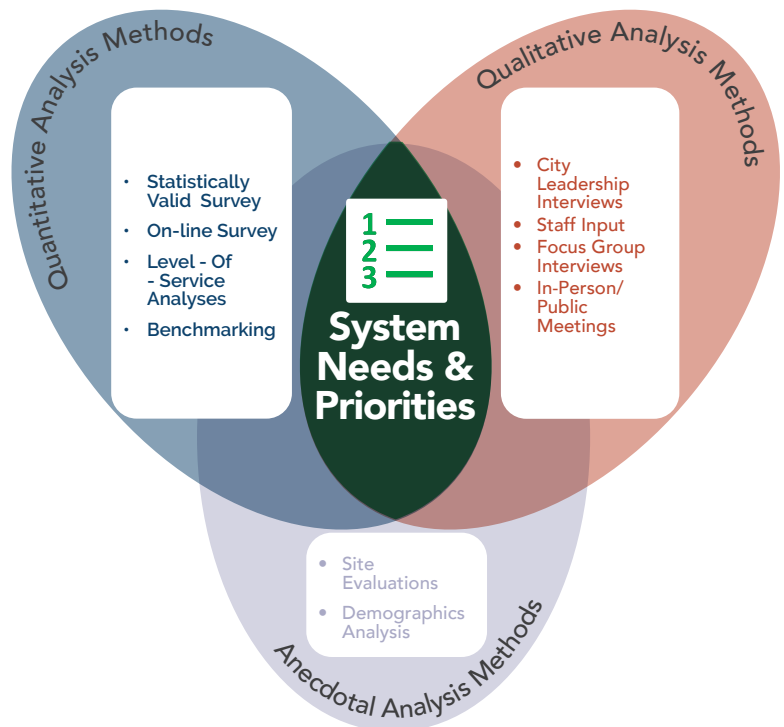 Quantitative Analysis Methods
Qualitative Analysis Methods
• Statistically
Valid Survey
• On-line Survey
• Level - Of
- Service
Analyses
• Benchmarking
1
2
3
System
Needs &
Priorities
• City
Leadership
Interviews
• Staff Input
• Focus Group
Interviews
• In-Person/
Public
Meetings
• Site
Evaluations
• Demographics
Analysis
Anecdotal Analysis Methods